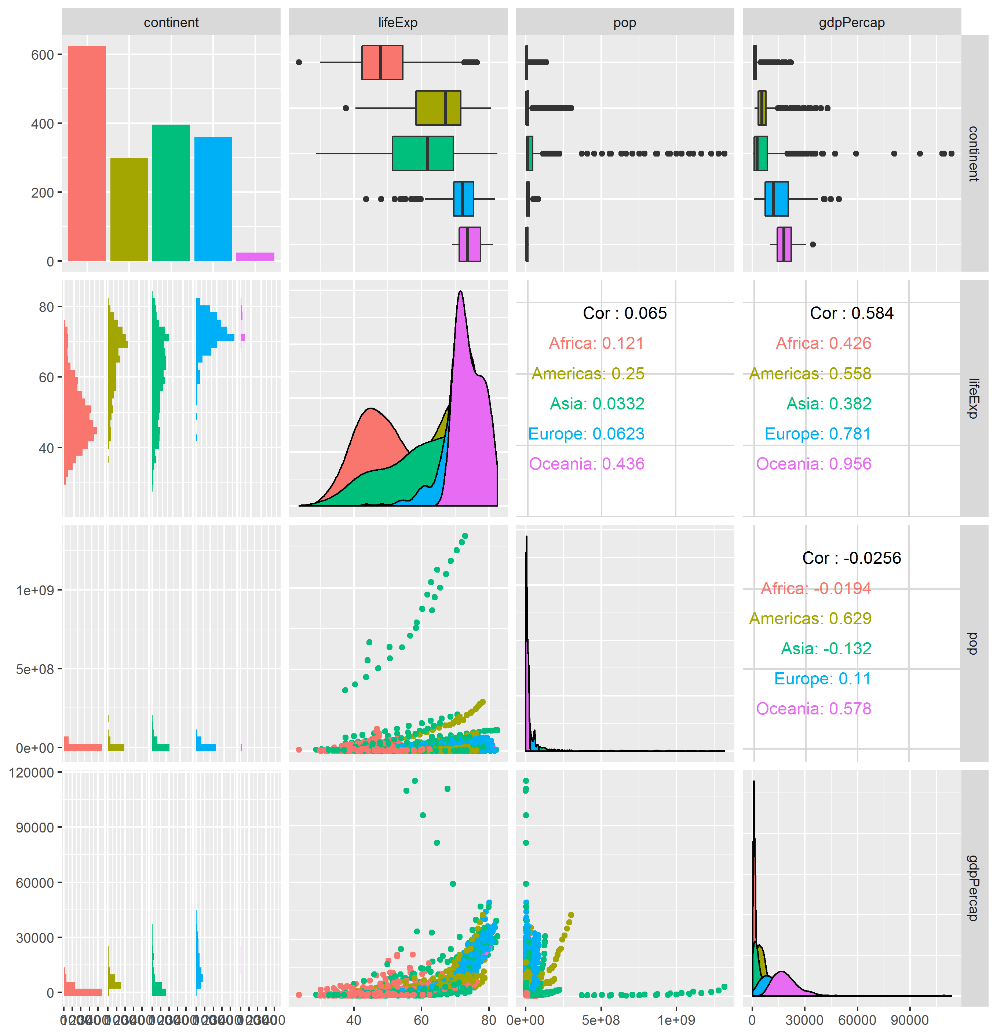 continent lifeExp pop gdpPercap
600
400
200
0
continent
80
60
40
Cor : 0.065
Africa: 0.121
Americas: 0.25
Asia: 0.0332
Europe: 0.0623
Oceania: 0.436
Cor : 0.584
Africa: 0.426
Americas: 0.558
Asia: 0.382
Europe: 0.781
Oceania: 0.956
lifeExp
1e+09
5e+08
0e+00
Cor : -0.0256
Africa: -0.0194
Americas: 0.629
Asia: -0.132
Europe: 0.11
Oceania: 0.578
pop
120000
90000
60000
30000
0
gdpPercap
40 60 80 0e+00 5e+08 1e+09 0 30000 60000 90000